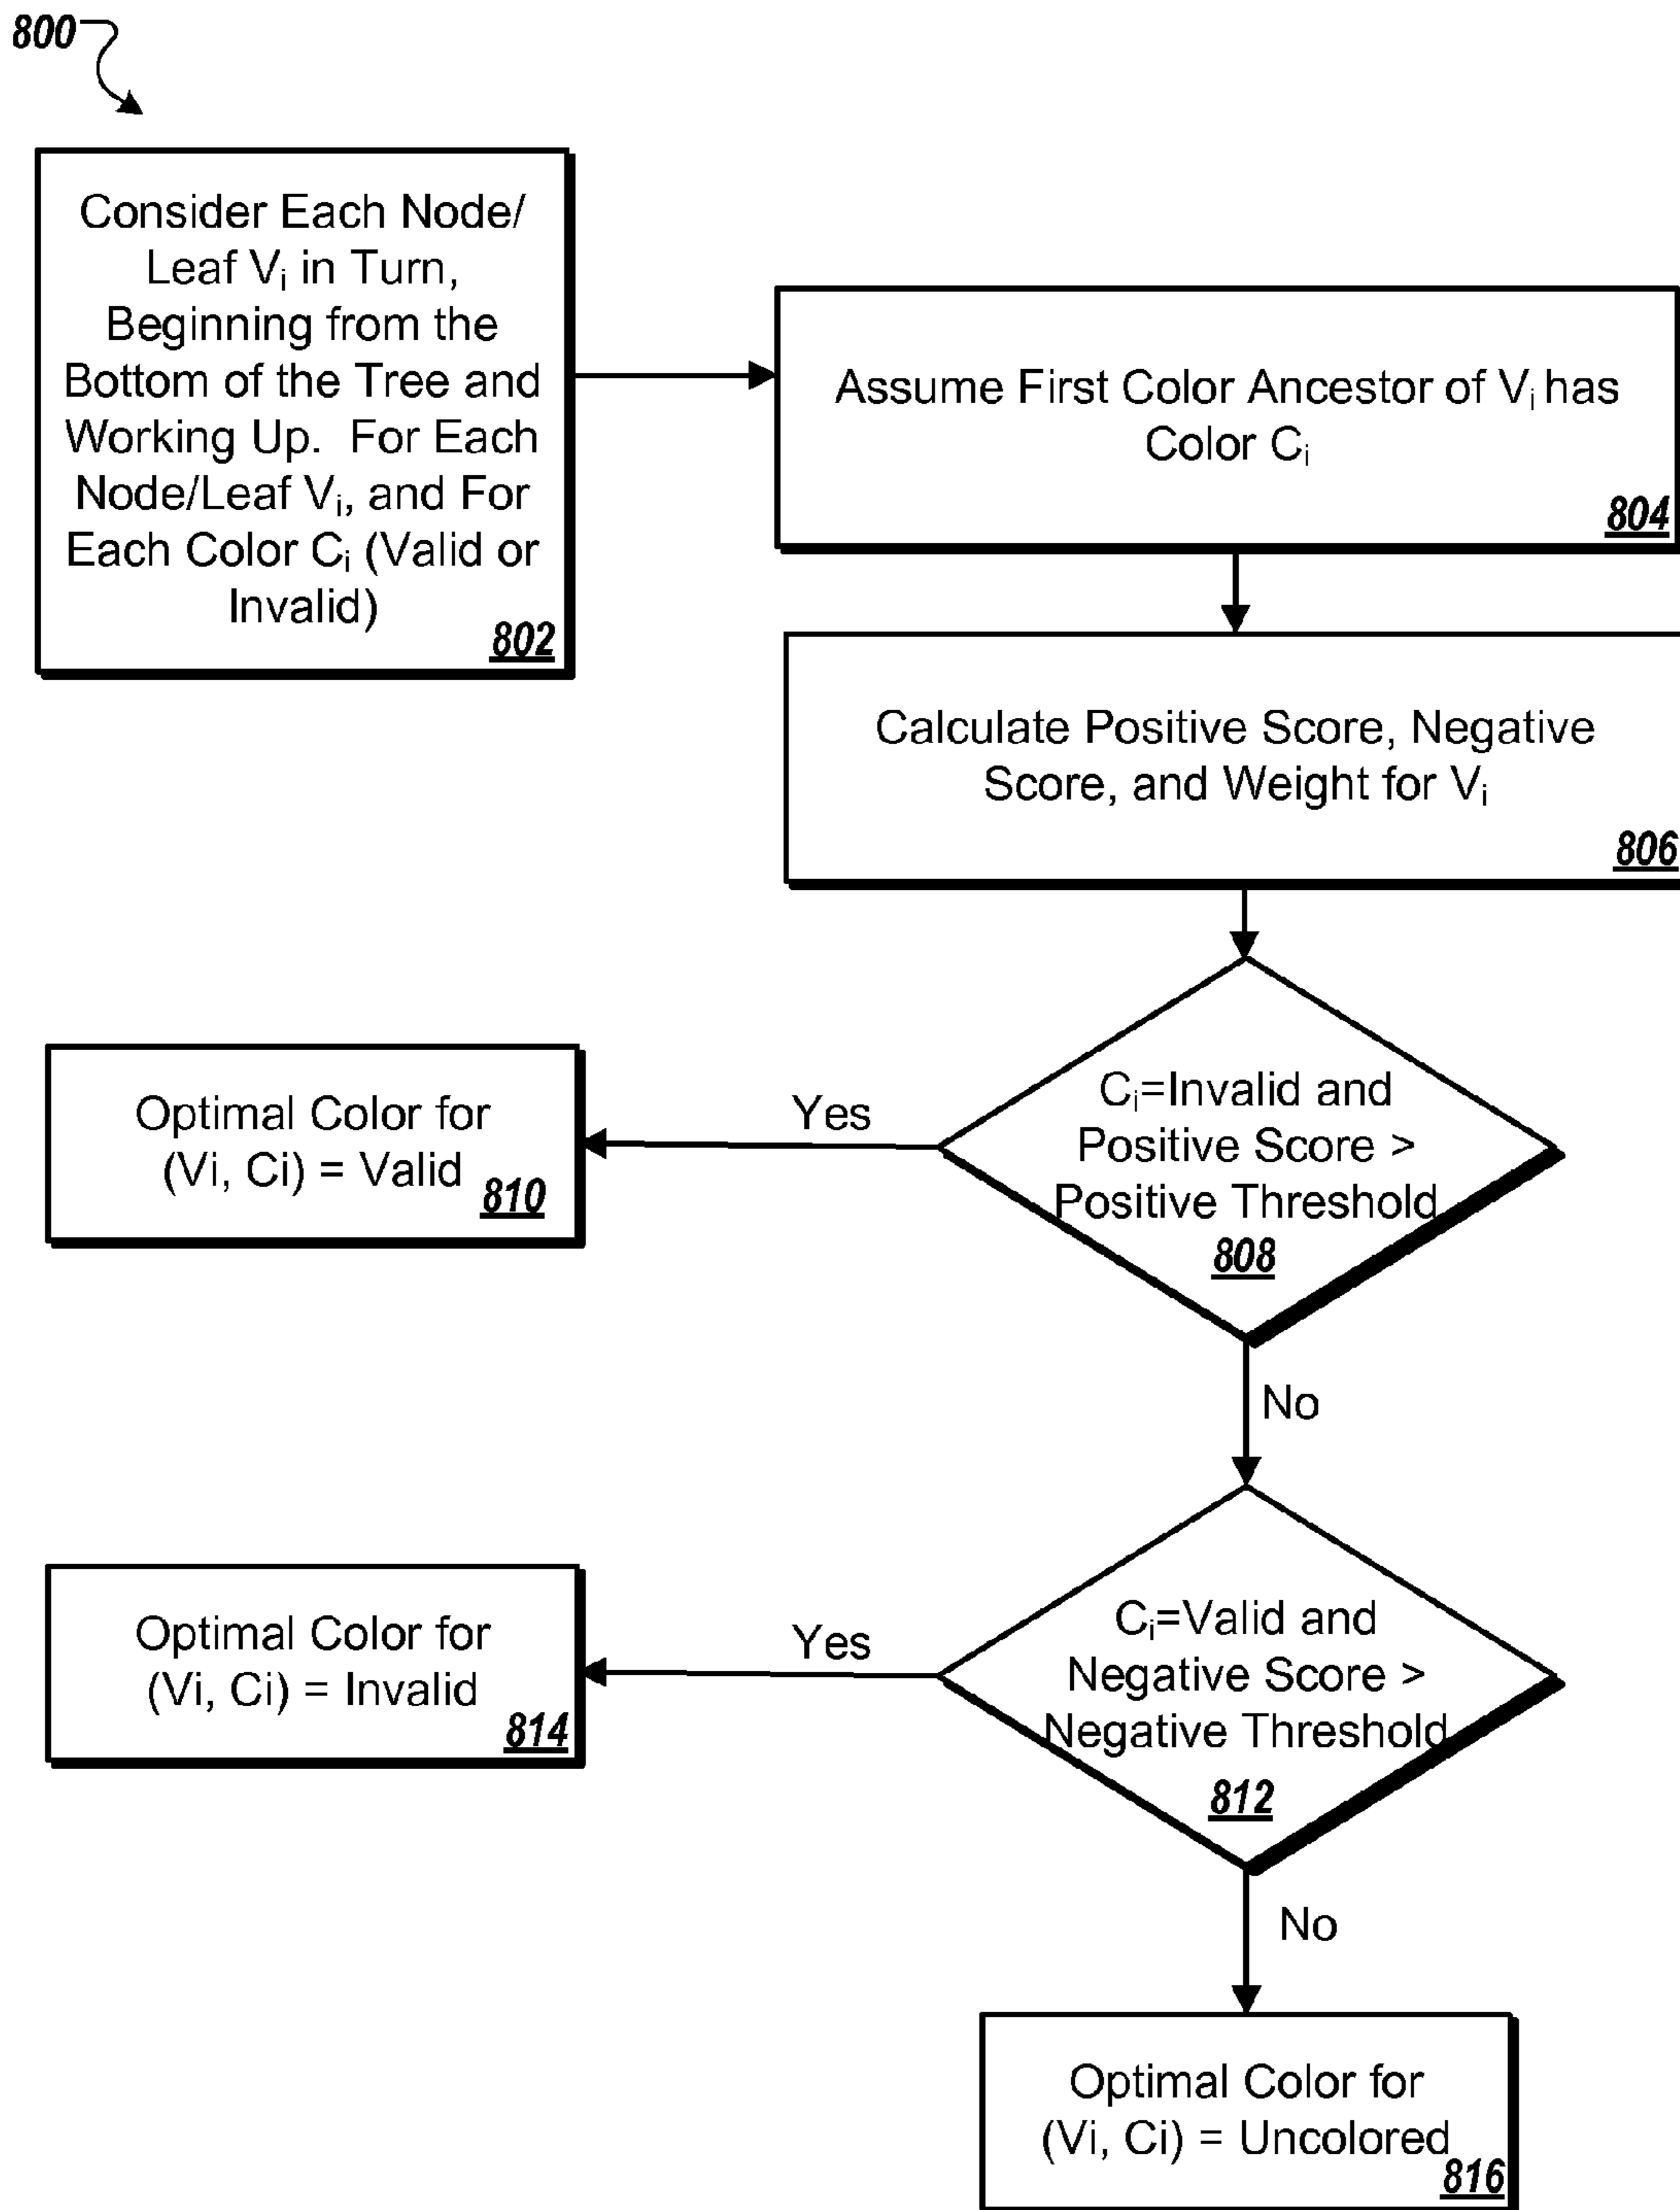 800
Consider Each Node/
Leaf Vᵢ in Turn,
Beginning from the
Bottom of the Tree and
Working Up. For Each
Node/Leaf Vᵢ, and For
Each Color Cᵢ (Valid or
Invalid)
802
Assume First Color Ancestor of Vᵢ has
Color Cᵢ
804
Calculate Positive Score, Negative
Score, and Weight for Vᵢ
806
Cᵢ=Invalid and
Positive Score >
Positive Threshold
808
Yes
Optimal Color for
(Vi, Ci) = Valid
810
No
Cᵢ=Valid and
Negative Score >
Negative Threshold
812
Yes
Optimal Color for
(Vi, Ci) = Invalid
814
No
Optimal Color for
(Vi, Ci) = Uncolored
816